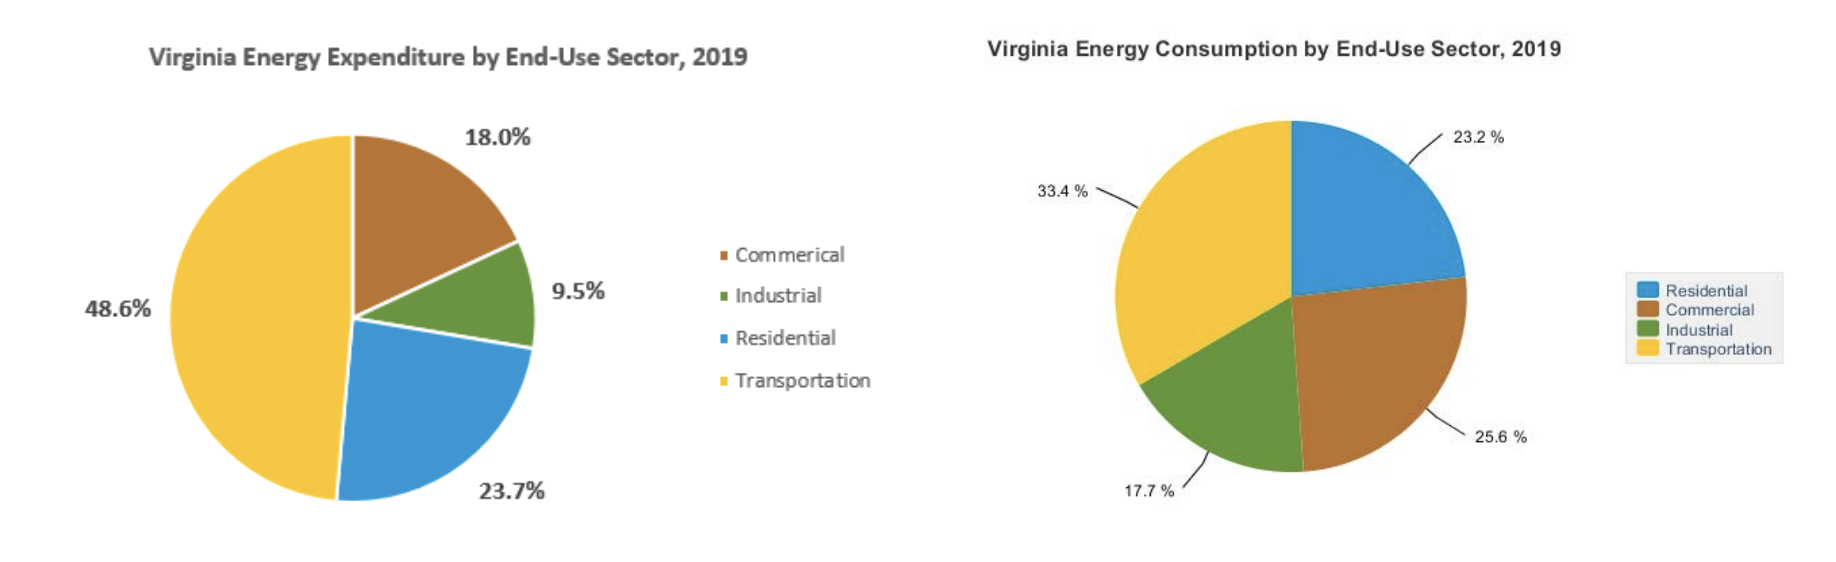 Virginia Energy Expenditure by End-Use Sector, 2019
18.0%
9.5%
48.6%
23.7%
Commerical
Industrial
Residential
Transportation
Virginia Energy Consumption by End-Use Sector, 2019
23.2 %
33.4 %
25.6 %
17.7 %
Residential
Commercial
Industrial
Transportation